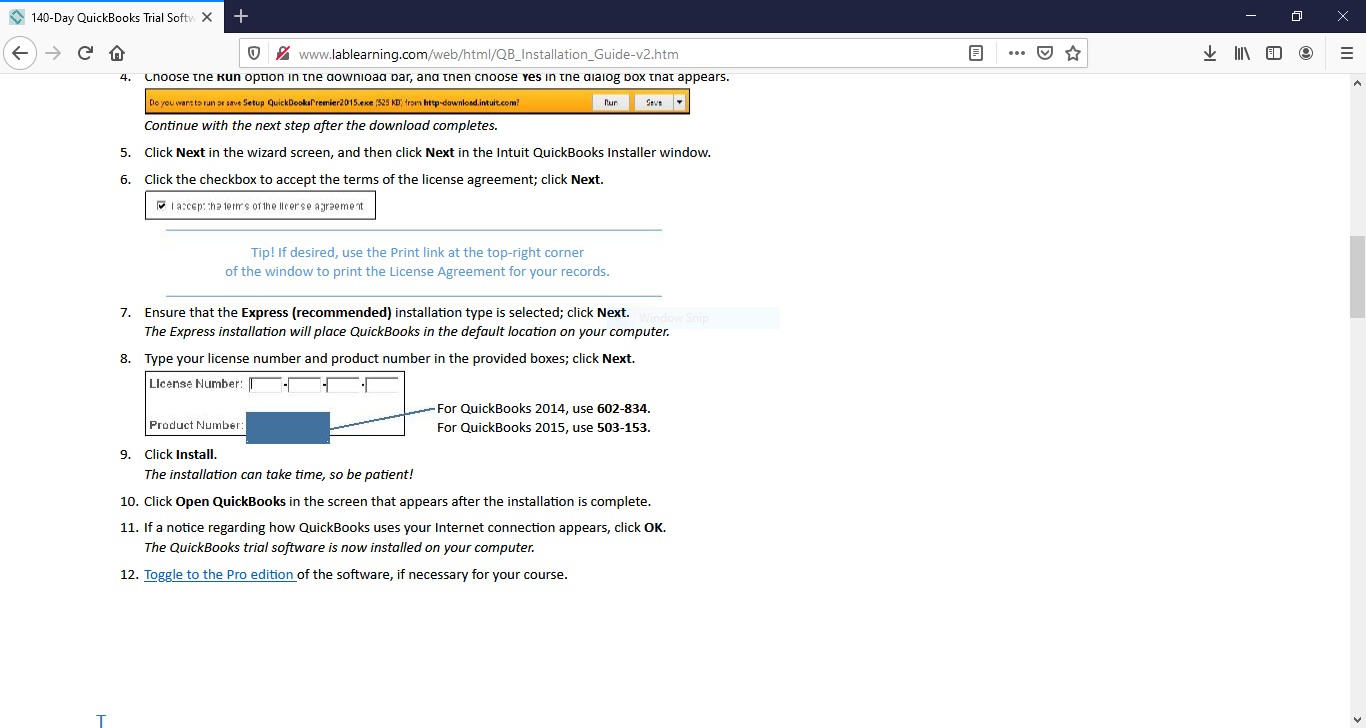 140-Day QuickBooks Trial Softw
www.lablearning.com/web/html/QB_Installation_Guide-v2.htm
4. Choose the Run option in the download bar, and then choose Yes in the dialog box that appears.
Do you want to run or save Setup_QuickBooksPremier2015.exe (525 KB) from http-download.intuit.com?
Run
Save
Continue with the next step after the download completes.
5. Click Next in the wizard screen, and then click Next in the Intuit QuickBooks Installer window.
6. Click the checkbox to accept the terms of the license agreement; click Next.
I accept the terms of the license agreement
Tip! If desired, use the Print link at the top-right corner
of the window to print the License Agreement for your records.
7. Ensure that the Express (recommended) installation type is selected; click Next.
Window Snip
The Express installation will place QuickBooks in the default location on your computer.
8. Type your license number and product number in the provided boxes; click Next.
License Number: - - -
Product Number:
For QuickBooks 2014, use 602-834.
For QuickBooks 2015, use 503-153.
9. Click Install.
The installation can take time, so be patient!
10. Click Open QuickBooks in the screen that appears after the installation is complete.
11. If a notice regarding how QuickBooks uses your Internet connection appears, click OK.
The QuickBooks trial software is now installed on your computer.
12. Toggle to the Pro edition of the software, if necessary for your course.